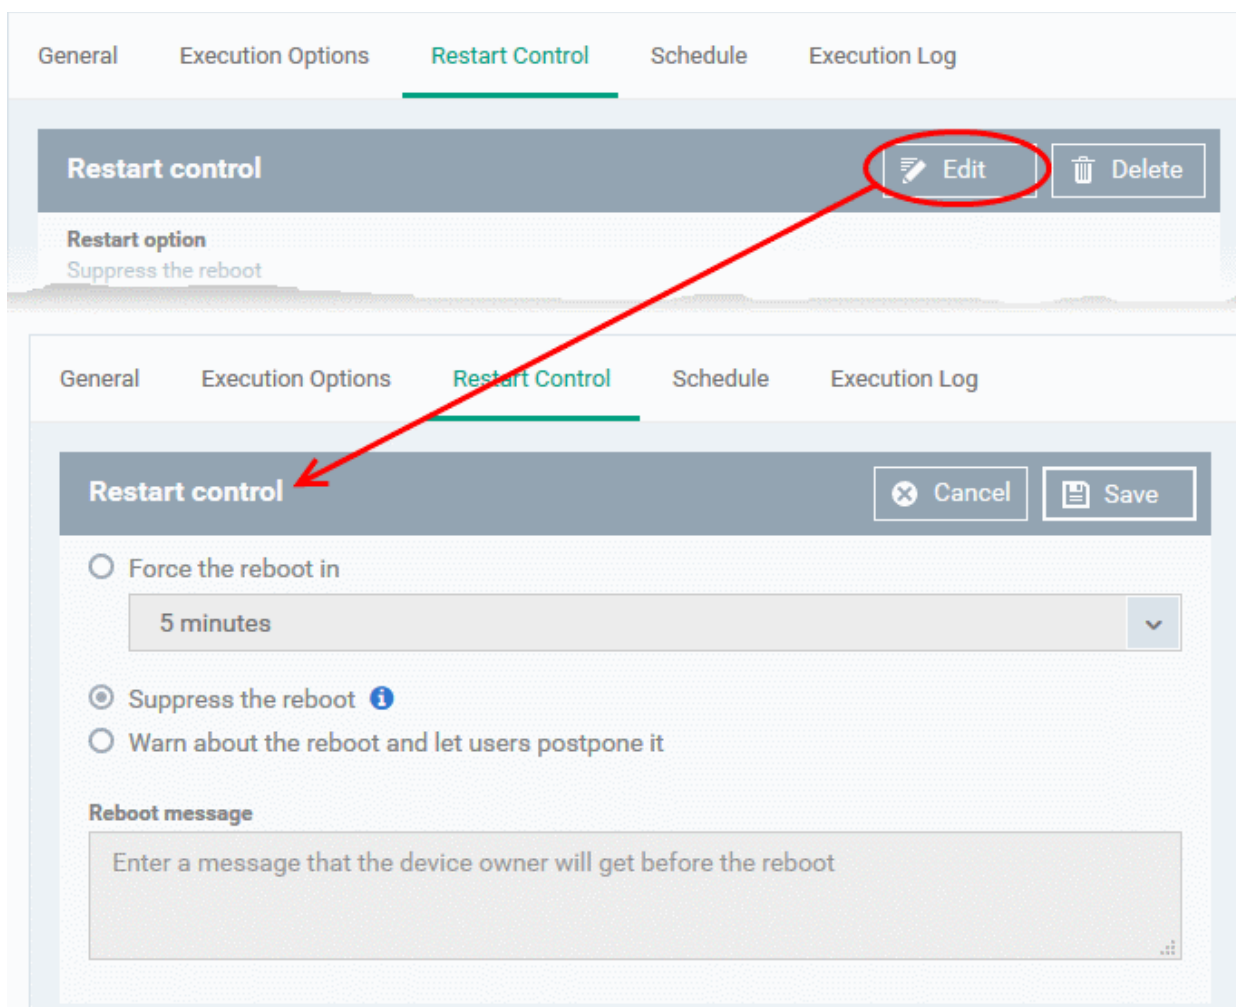 General Execution Options Restart Control Schedule Execution Log
Restart control Edit Delete
Restart option
Suppress the reboot
General Execution Options Restart Control Schedule Execution Log
Restart control Cancel Save
Force the reboot in
5 minutes
Suppress the reboot
Warn about the reboot and let users postpone it
Reboot message
Enter a message that the device owner will get before the reboot